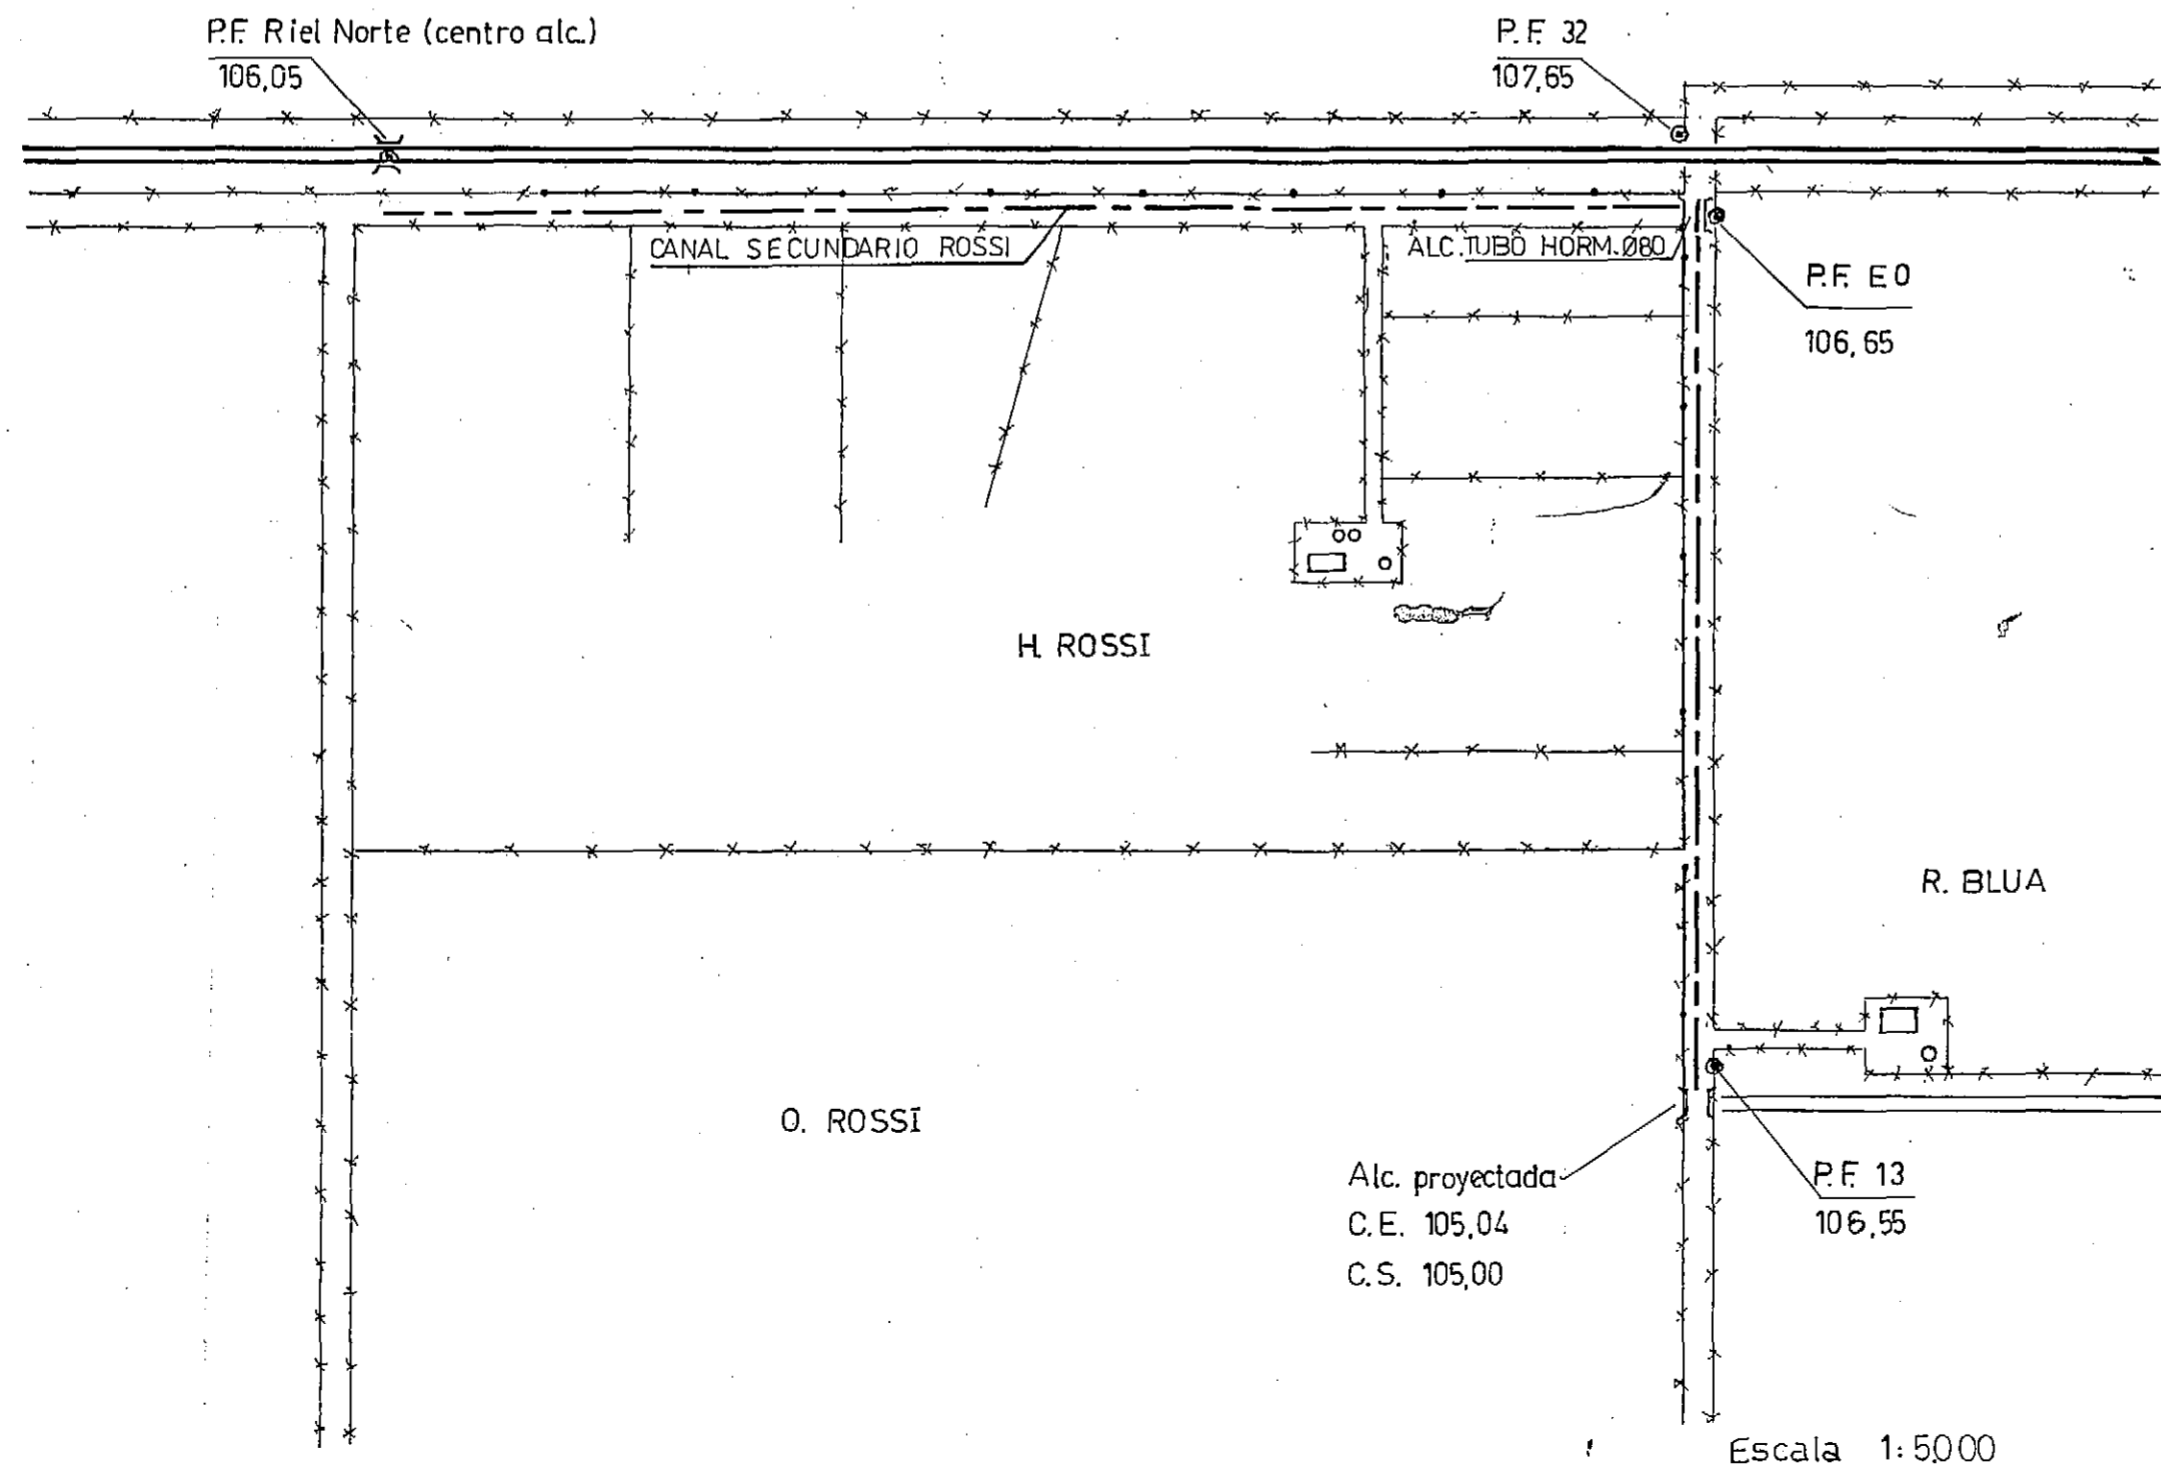 P.F. Riel Norte (centro alc.)
106,05
P.F. 32
107,65
CANAL SECUNDARIO ROSSI
ALC. TUBO HORM. Ø80
P.F. E0
106,65
H. ROSSI
R. BLUA
O. ROSSI
Alc. proyectada
C.E. 105,04
C.S. 105,00
P.F. 13
106,55
Escala 1:5000